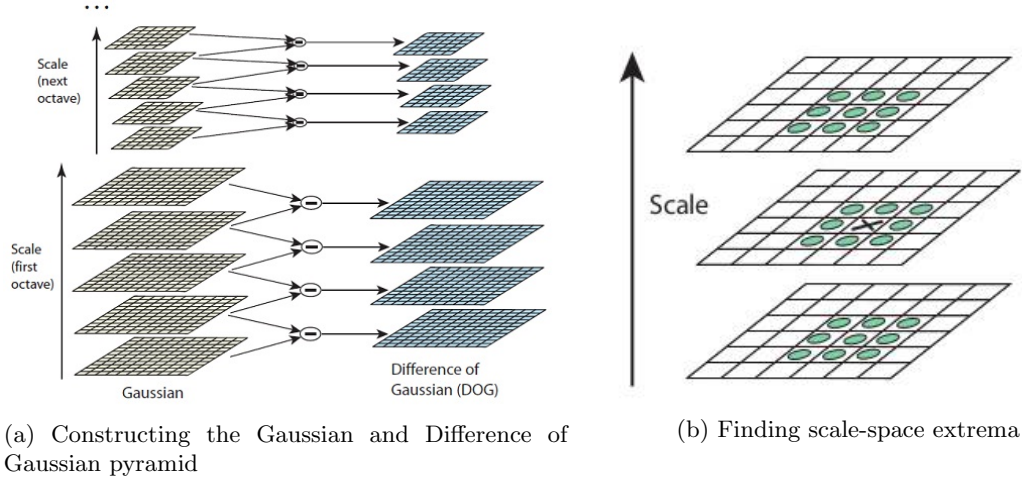 ...
Scale
(next
octave)
Scale
(first
octave)
Gaussian
Difference of
Gaussian (DOG)
(a) Constructing the Gaussian and Difference of
Gaussian pyramid
Scale
(b) Finding scale-space extrema